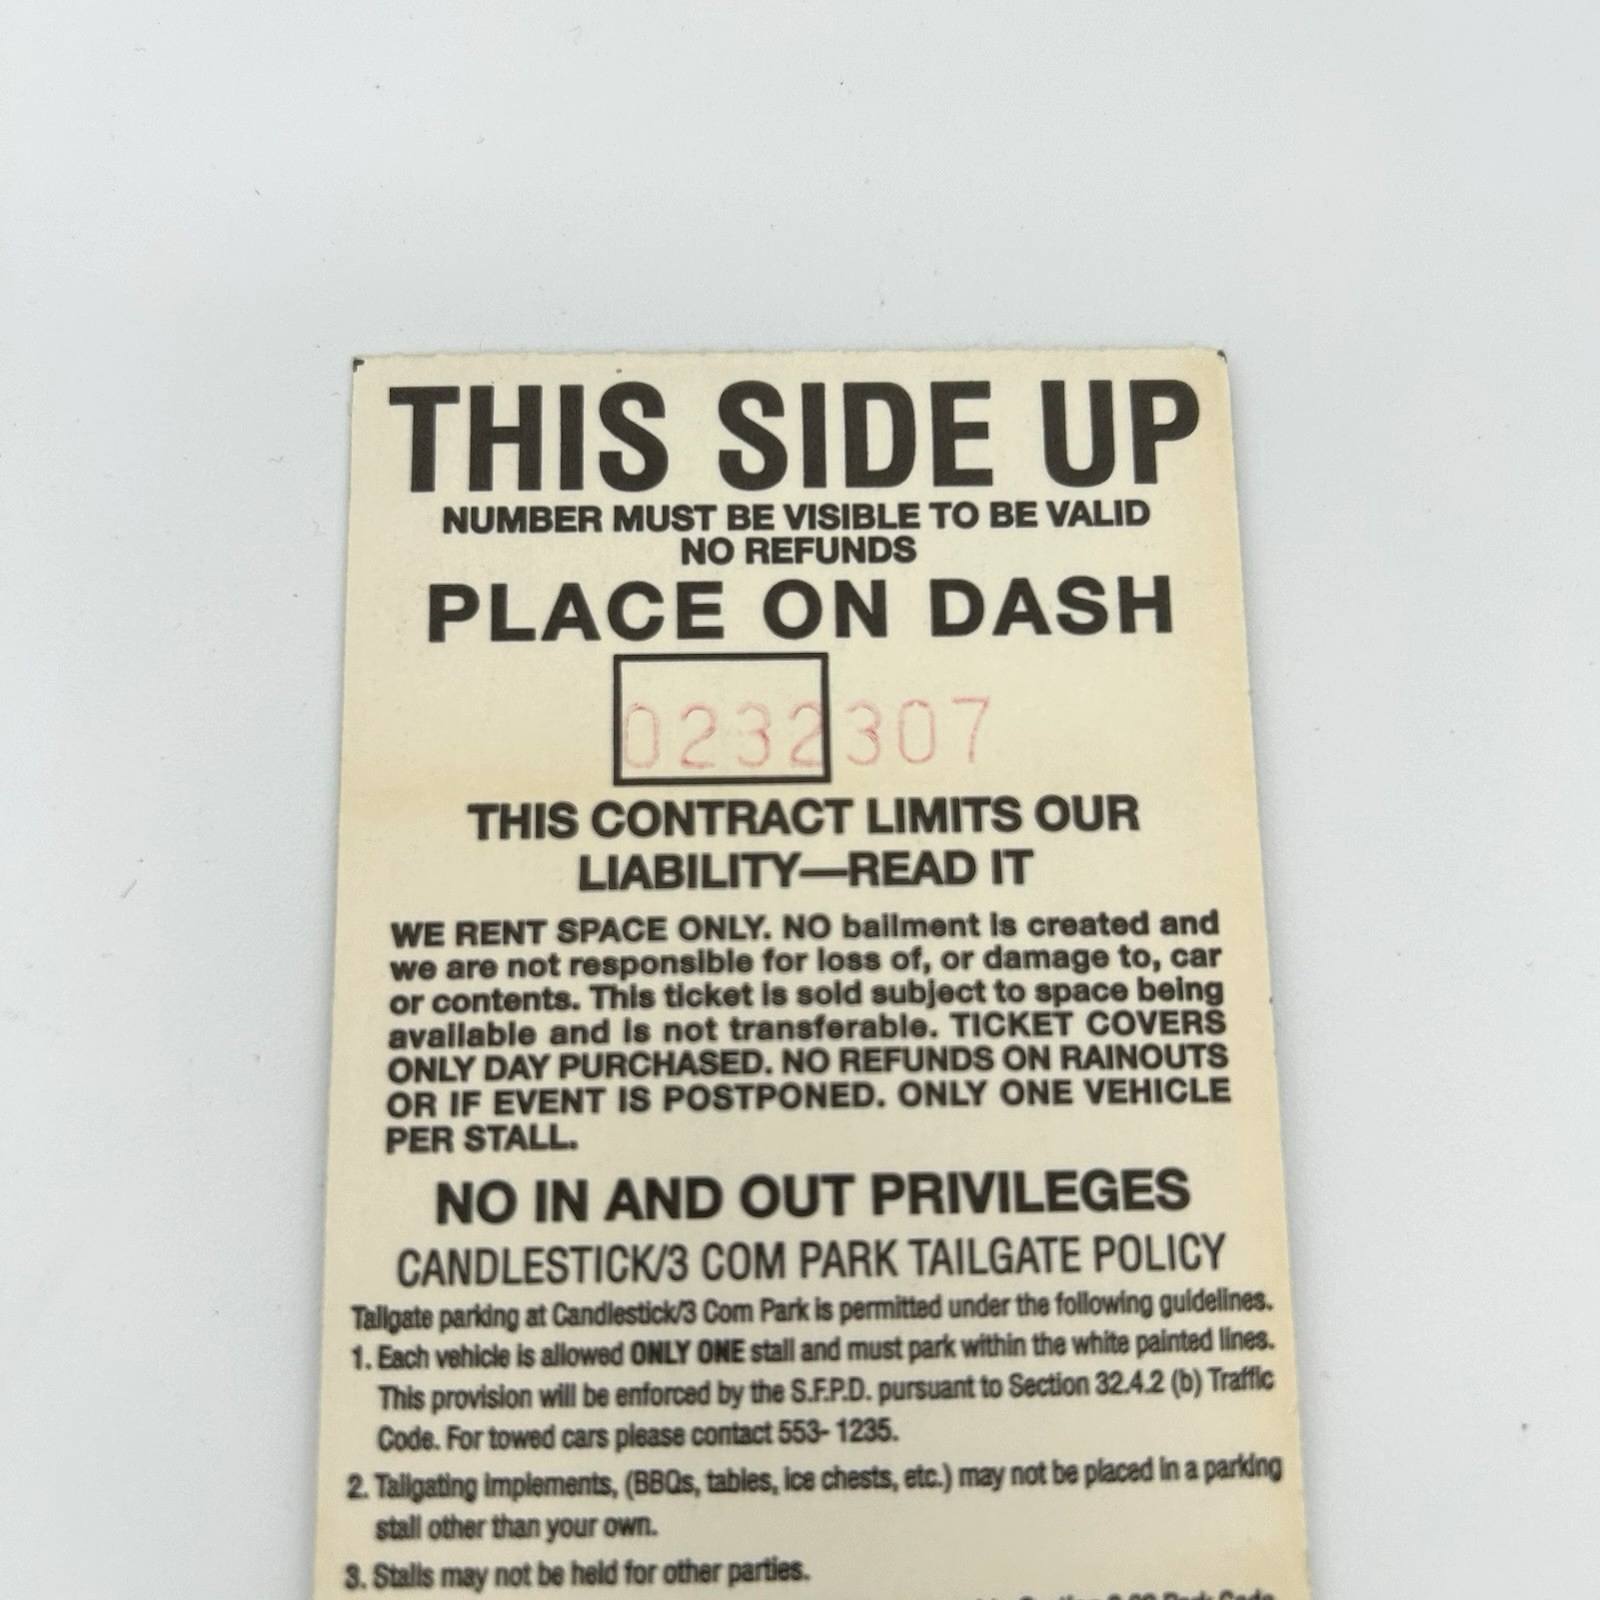 THIS SIDE UP
NUMBER MUST BE VISIBLE TO BE VALID
NO REFUNDS
PLACE ON DASH
0232307
THIS CONTRACT LIMITS OUR
LIABILITY—READ IT
WE RENT SPACE ONLY. NO bailment is created and
we are not responsible for loss of, or damage to, car
or contents. This ticket is sold subject to space being
available and is not transferable. TICKET COVERS
ONLY DAY PURCHASED. NO REFUNDS ON RAINOUTS
OR IF EVENT IS POSTPONED. ONLY ONE VEHICLE
PER STALL.
NO IN AND OUT PRIVILEGES
CANDLESTICK/3 COM PARK TAILGATE POLICY
Tailgate parking at Candlestick/3 Com Park is permitted under the following guidelines.
1. Each vehicle is allowed ONLY ONE stall and must park within the white painted lines.
This provision will be enforced by the S.F.P.D. pursuant to Section 32.4.2 (b) Traffic
Code. For towed cars please contact 553- 1235.
2. Tailgating implements, (BBQs, tables, ice chests, etc.) may not be placed in a parking
stall other than your own.
3. Stalls may not be held for other parties.
Park Code